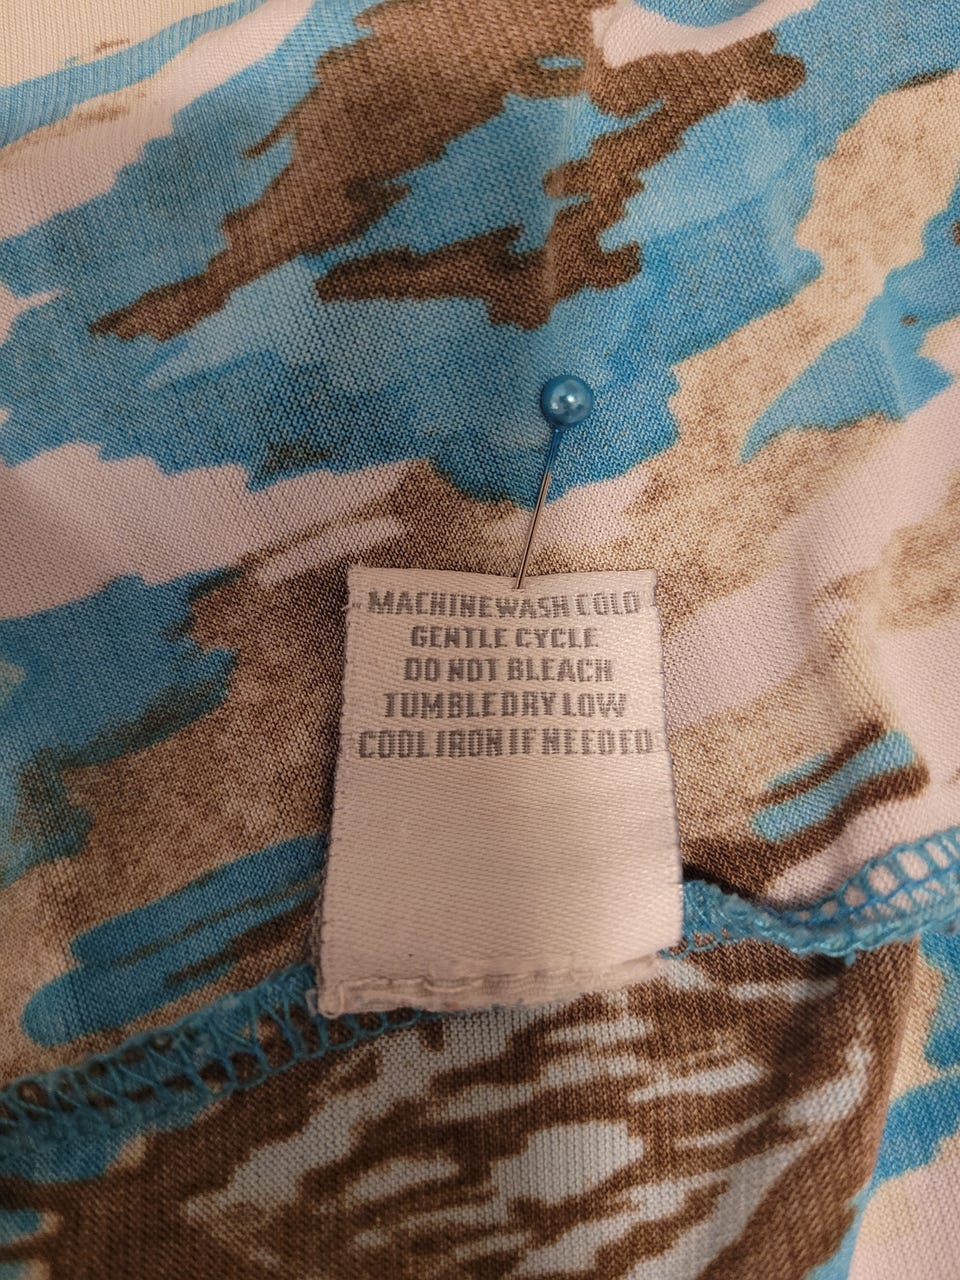 MACHINE WASH COLD
GENTLE CYCLE
DO NOT BLEACH
TUMBLE DRY LOW
COOL IRON IF NEEDED